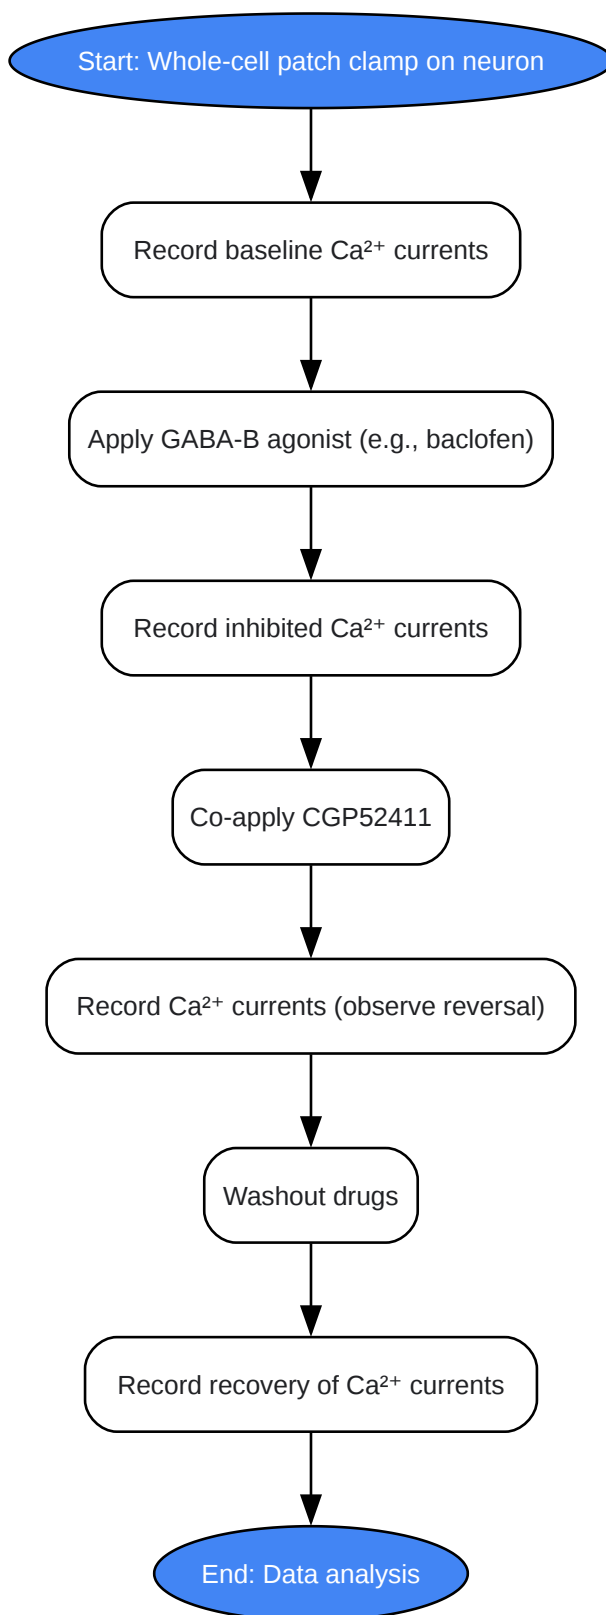 Start: Whole-cell patch clamp on neuron
Record baseline Ca²⁺ currents
Apply GABA-B agonist (e.g., baclofen)
Record inhibited Ca²⁺ currents
Co-apply CGP52411
Record Ca²⁺ currents (observe reversal)
Washout drugs
Record recovery of Ca²⁺ currents
End: Data analysis